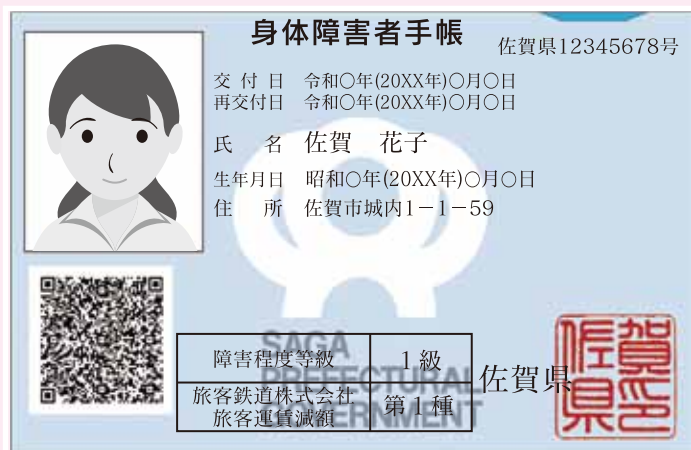 身体障害者手帳
佐賀県12345678号
交付日 令和○年(20XX年)○月○日
再交付日 令和○年(20XX年)○月○日
氏名 佐賀 花子
生年月日 昭和○年(20XX年)○月○日
住所 佐賀市城内1-1-59
SAGA
PREFECTURAL
GOVERNMENT
障害程度等級 1級
旅客鉄道株式会社
旅客運賃減額 第1種
佐賀県
佐賀県印